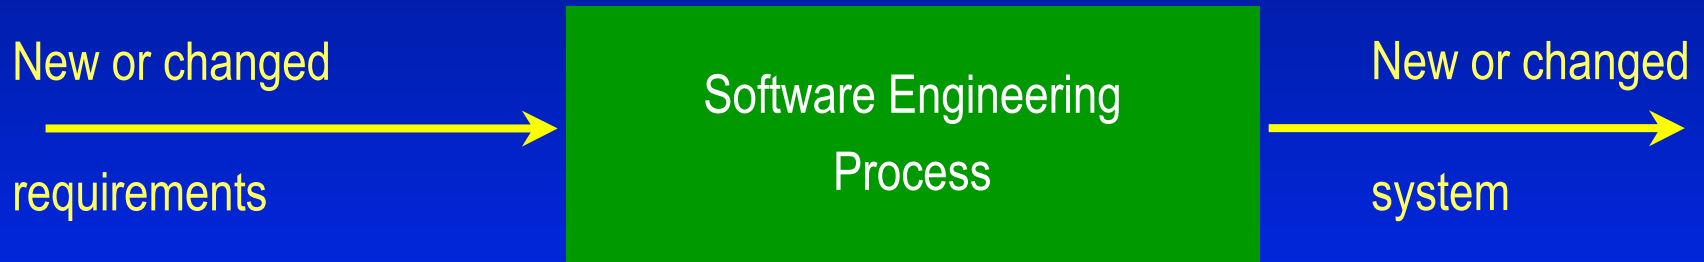 New or changed
requirements
Software Engineering
Process
New or changed
system